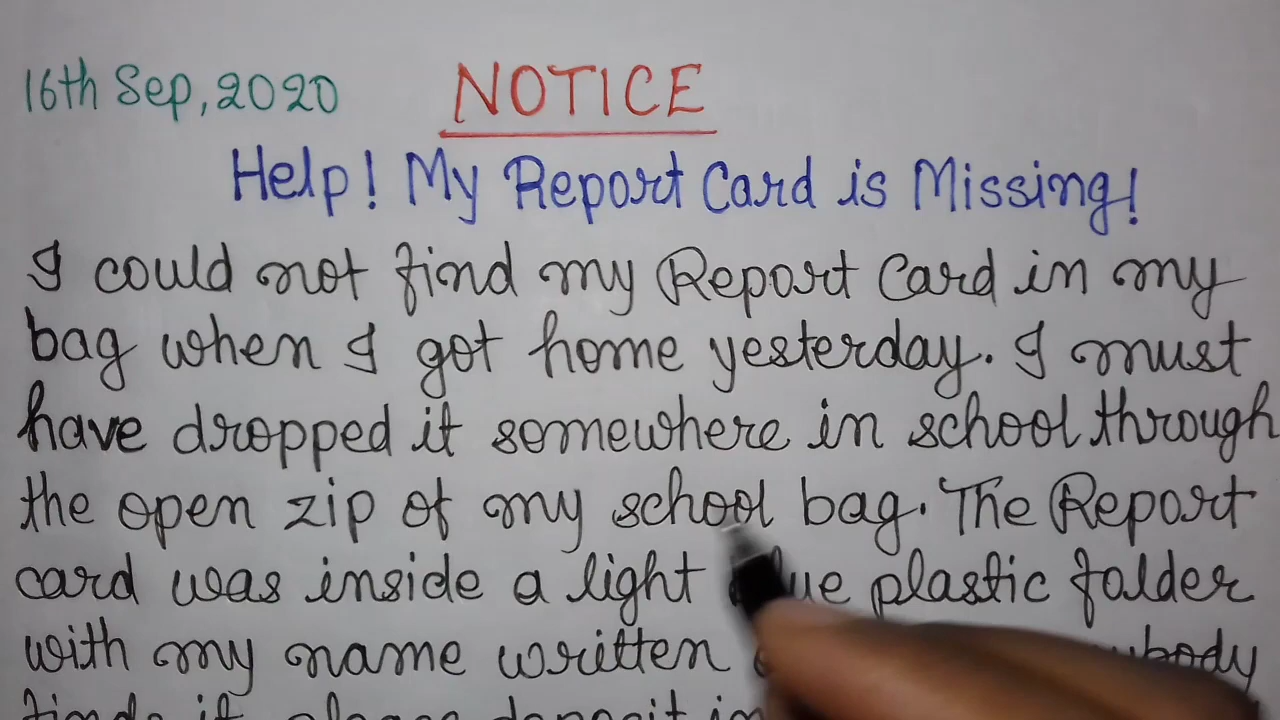 16th Sep, 2020 NOTICE
Help! My Report Card is Missing!
I could not find my Report Card in my
bag when I got home yesterday. I must
have dropped it somewhere in school through
the open zip of my school bag. The Report
card was inside a light plastic folder
with my name written